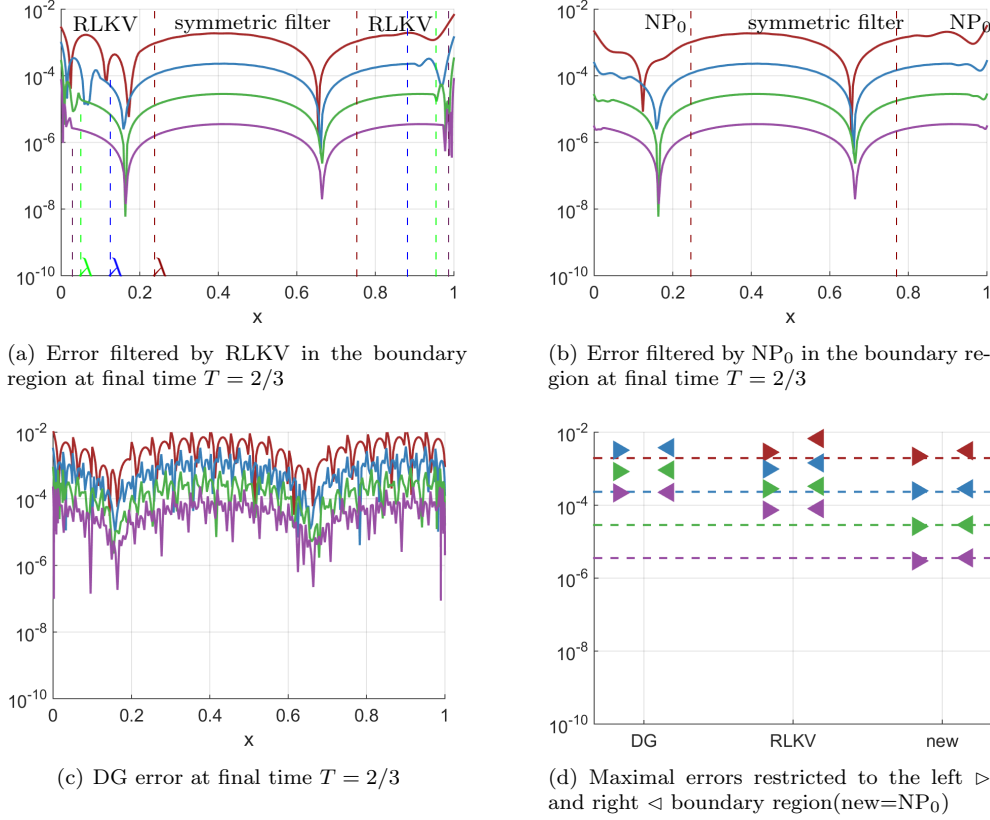 RLKV
symmetric filter
RLKV
10^-2
10^-4
10^-6
10^-8
10^-10
0
0.2
0.4
0.6
0.8
1
x
λ
λ
λ
(a) Error filtered by RLKV in the boundary
region at final time T = 2/3
NP_0
symmetric filter
NP_0
10^-2
10^-4
10^-6
10^-8
10^-10
0
0.2
0.4
0.6
0.8
1
x
(b) Error filtered by NP_0 in the boundary re-
gion at final time T = 2/3
10^-2
10^-4
10^-6
10^-8
10^-10
0
0.2
0.4
0.6
0.8
1
x
(c) DG error at final time T = 2/3
10^-2
10^-4
10^-6
10^-8
10^-10
DG
RLKV
new
(d) Maximal errors restricted to the left ▷
and right ◁ boundary region(new=NP_0)